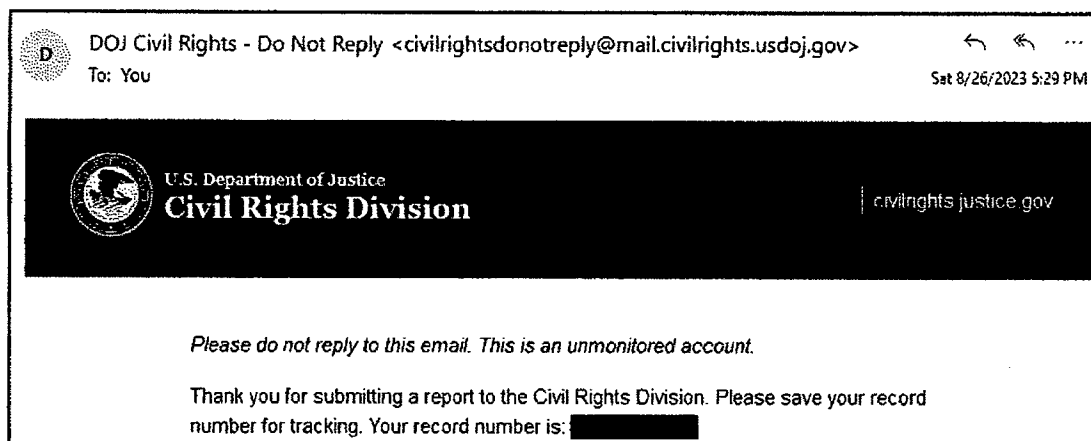 D
DOJ Civil Rights - Do Not Reply <civilrightsdonotreply@mail.civilrights.usdoj.gov>
To: You
Sat 8/26/2023 5:29 PM
U.S. Department of Justice
Civil Rights Division
civilrights.justice.gov
Please do not reply to this email. This is an unmonitored account.
Thank you for submitting a report to the Civil Rights Division. Please save your record
number for tracking. Your record number is: